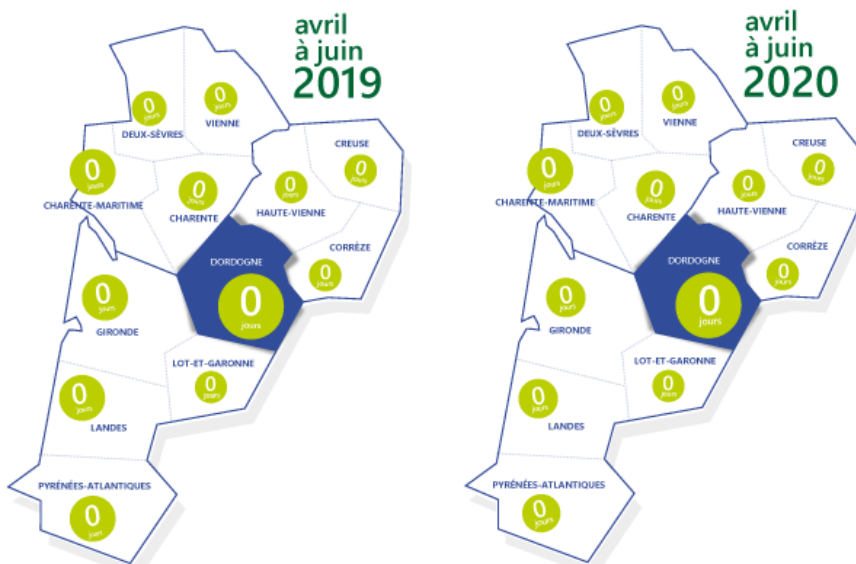 avril
à juin
2019
0
jours
DEUX-SÈVRES
0
jours
VIENNE
CREUSE
0
jours
0
jours
CHARENTE-MARITIME
0
jours
CHARENTE
0
jours
HAUTE-VIENNE
CORRÈZE
0
jours
DORDOGNE
0
jours
0
jours
GIRONDE
LOT-ET-GARONNE
0
jours
0
jours
LANDES
PYRÉNÉES-ATLANTIQUES
0
jours
avril
à juin
2020
0
jours
DEUX-SÈVRES
0
jours
VIENNE
CREUSE
0
jours
0
jours
CHARENTE-MARITIME
0
jours
CHARENTE
0
jours
HAUTE-VIENNE
CORRÈZE
0
jours
DORDOGNE
0
jours
0
jours
GIRONDE
LOT-ET-GARONNE
0
jours
0
jours
LANDES
PYRÉNÉES-ATLANTIQUES
0
jours